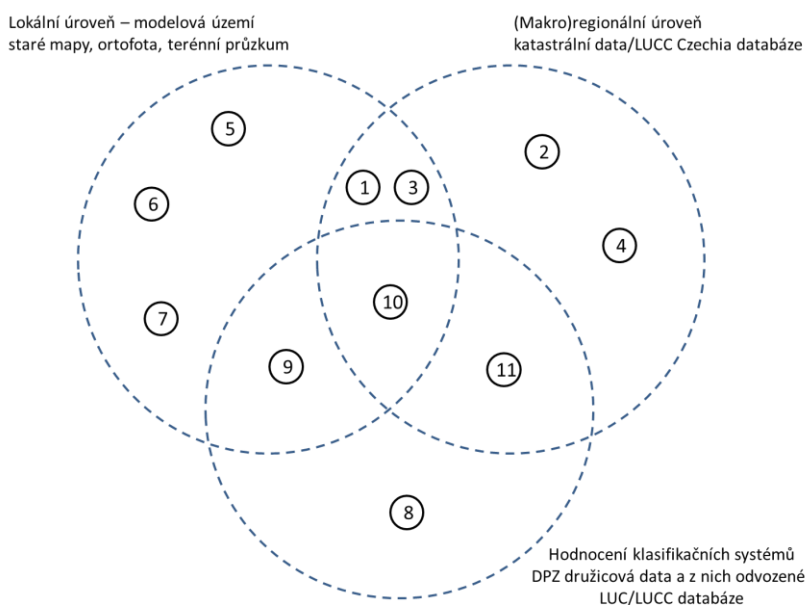 Lokální úroveň – modelová území
staré mapy, ortofota, terénní průzkum
(Makro)regionální úroveň
katastrální data/LUCC Czechia databáze
5
2
1
3
6
4
10
7
9
11
8
Hodnocení klasifikačních systémů
DPZ družicová data a z nich odvozené
LUC/LUCC databáze